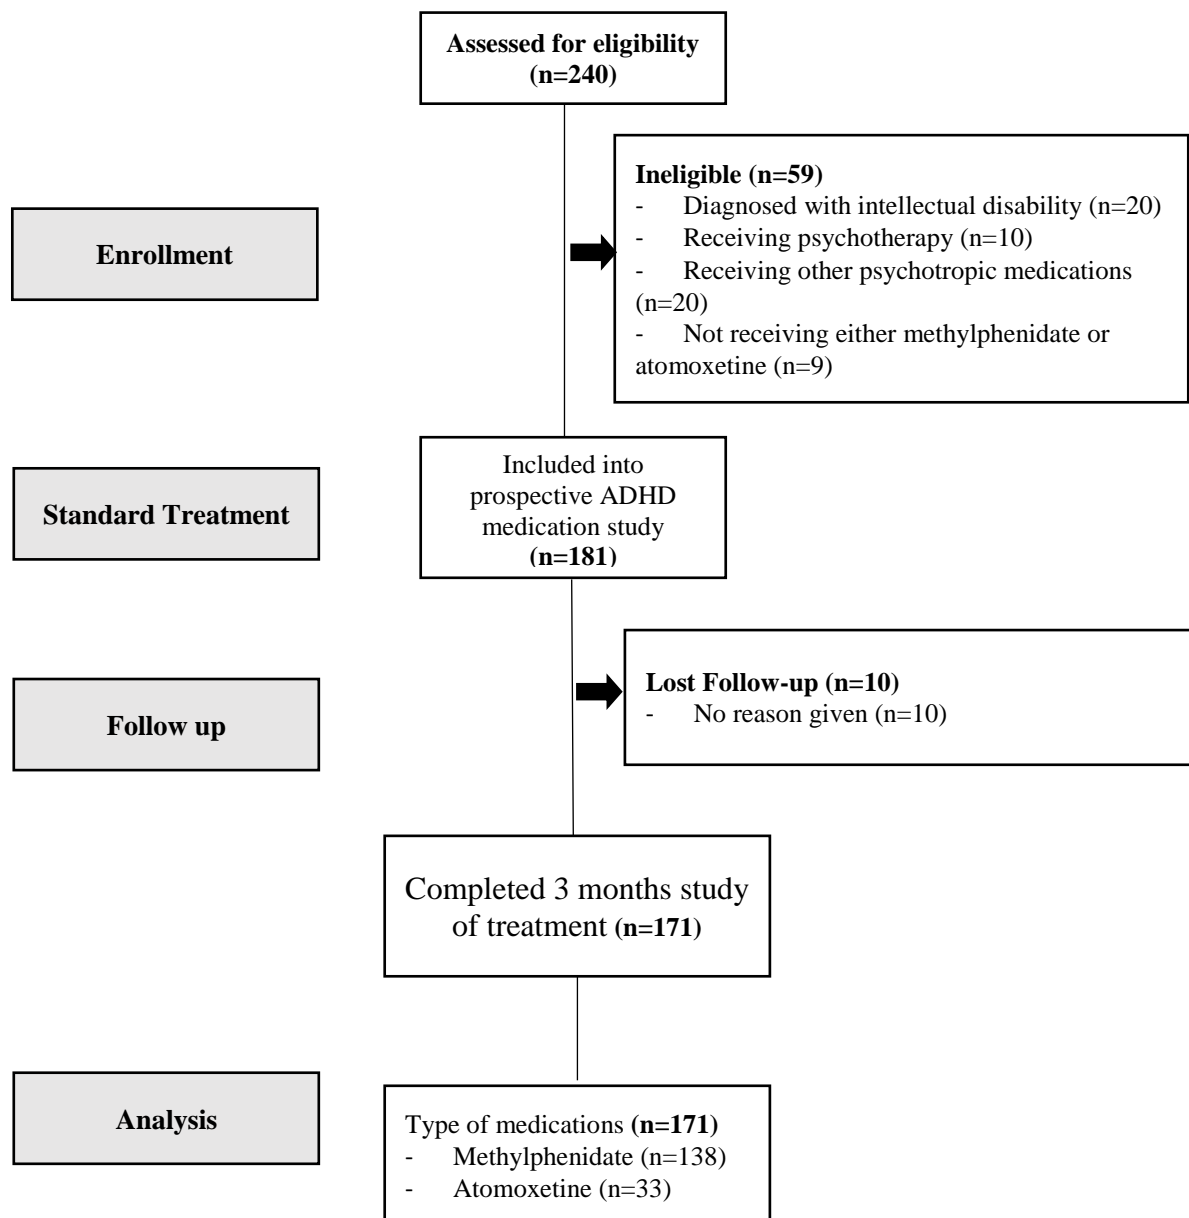 Assessed for eligibility
(n=240)
Ineligible (n=59)
- Diagnosed with intellectual disability (n=20)
- Receiving psychotherapy (n=10)
- Receiving other psychotropic medications
(n=20)
- Not receiving either methylphenidate or
atomoxetine (n=9)
Enrollment
Included into
prospective ADHD
medication study
(n=181)
Standard Treatment
Lost Follow-up (n=10)
- No reason given (n=10)
Follow up
Completed 3 months study
of treatment (n=171)
Analysis
Type of medications (n=171)
- Methylphenidate (n=138)
- Atomoxetine (n=33)